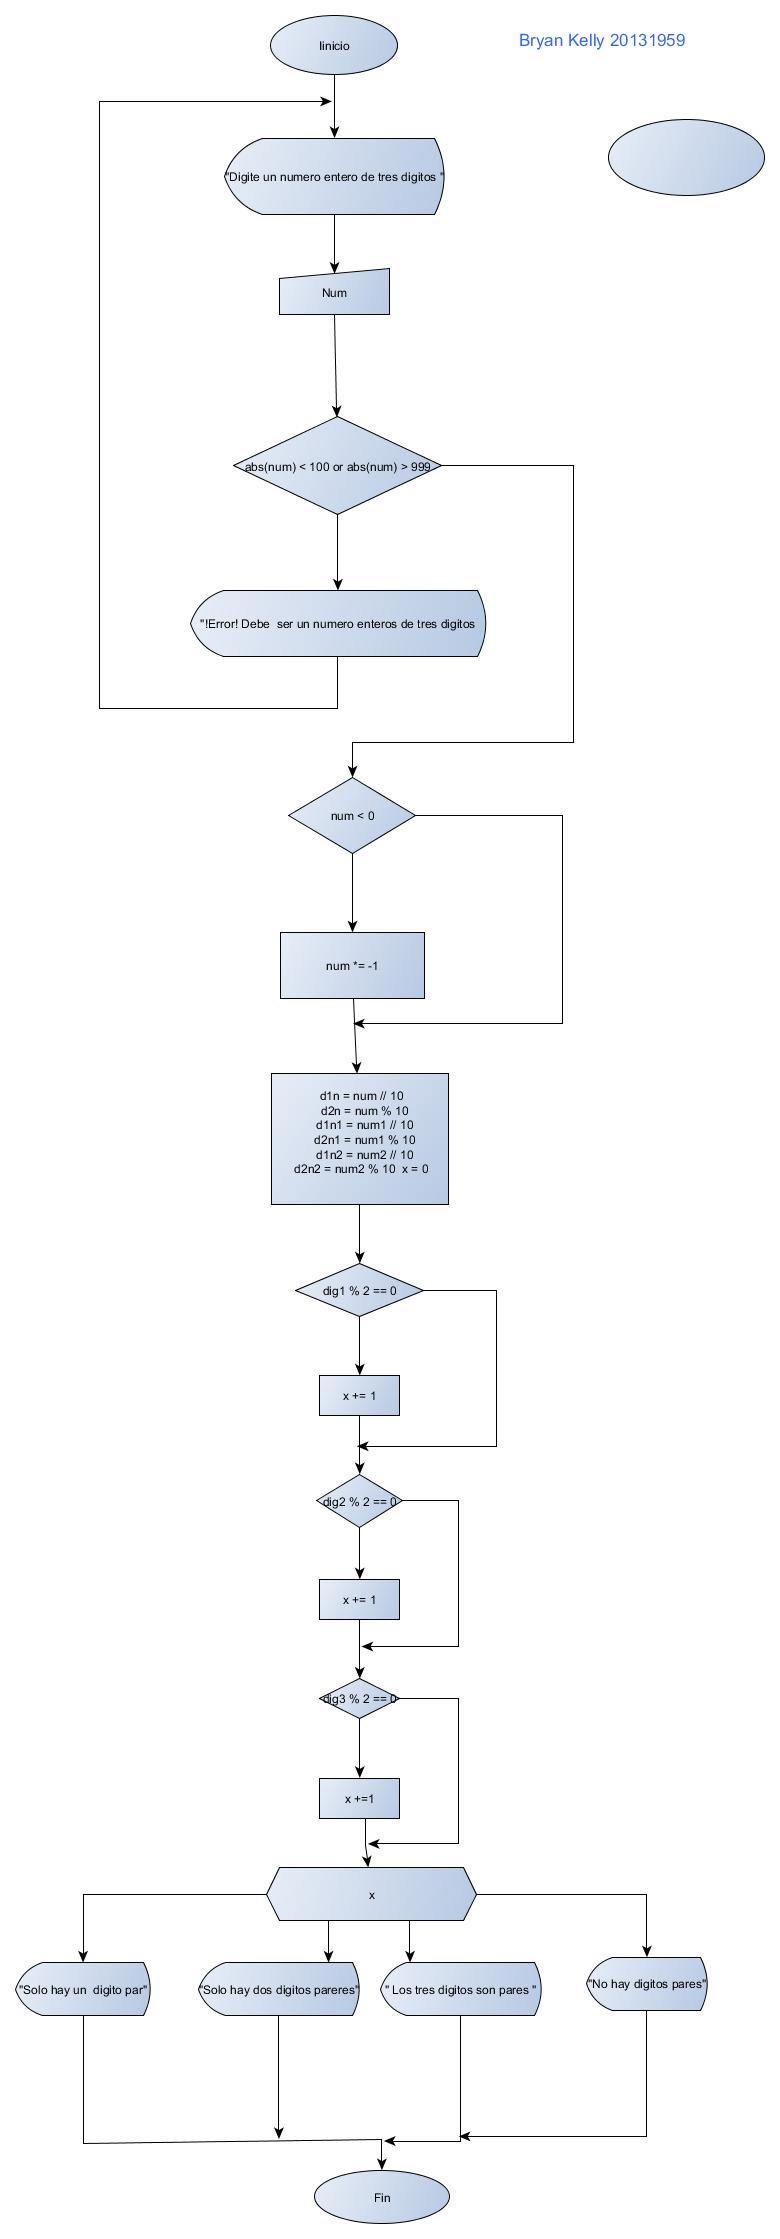 Iinicio
Bryan Kelly 20131959
"Digite un numero entero de tres digitos "
Num
abs(num) < 100 or abs(num) > 999
"!Error! Debe  ser un numero enteros de tres digitos
num < 0
num *= -1
d1n = num // 10
d2n = num % 10
d1n1 = num1 // 10
d2n1 = num1 % 10
d1n2 = num2 // 10
d2n2 = num2 % 10  x = 0
dig1 % 2 == 0
x += 1
dig2 % 2 == 0
x += 1
dig3 % 2 == 0
x +=1
x
"Solo hay un  digito par"
"Solo hay dos digitos pareres"
" Los tres digitos son pares "
"No hay digitos pares"
Fin